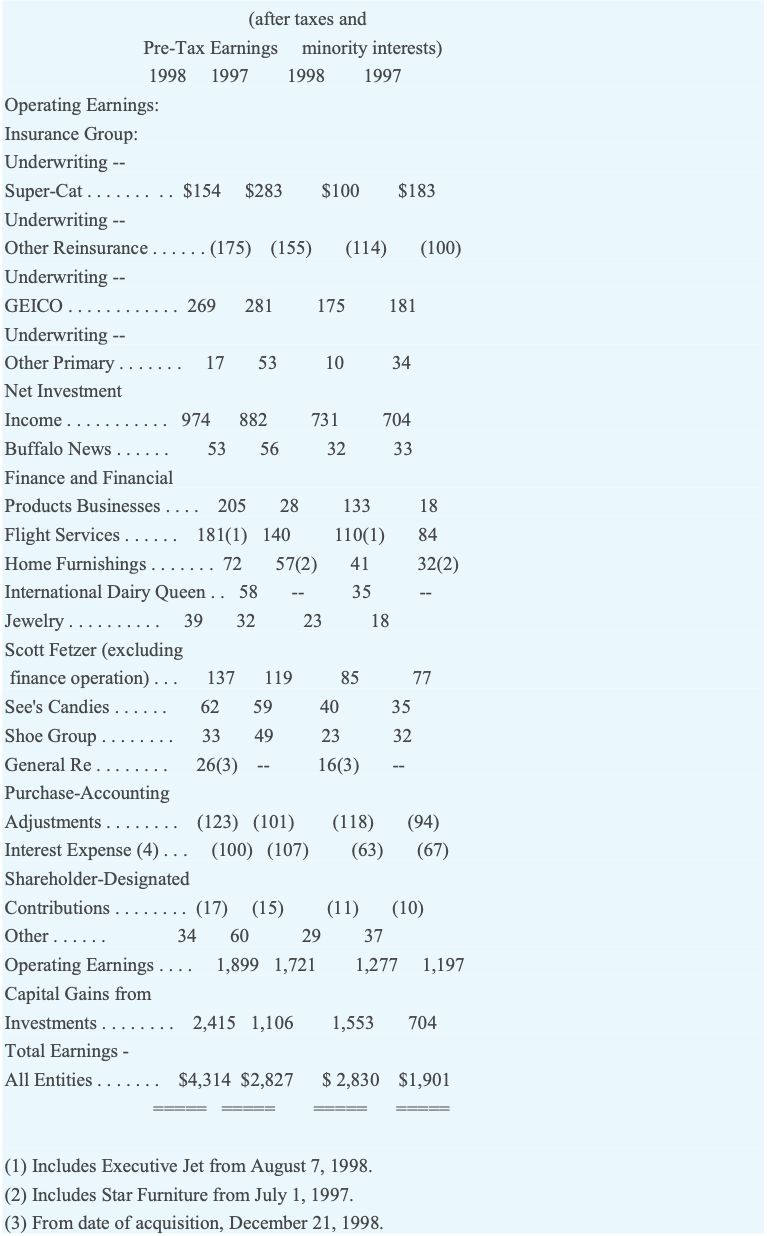 (after taxes and
Pre-Tax Earnings minority interests)
1998 1997 1998 1997
Operating Earnings:
Insurance Group:
Underwriting --
Super-Cat . . . . . . . . . $154 $283 $100 $183
Underwriting --
Other Reinsurance . . . . . . (175) (155) (114) (100)
Underwriting --
GEICO . . . . . . . . . . . . 269 281 175 181
Underwriting --
Other Primary . . . . . . . 17 53 10 34
Net Investment
Income . . . . . . . . . . . 974 882 731 704
Buffalo News . . . . . . 53 56 32 33
Finance and Financial
Products Businesses . . . . 205 28 133 18
Flight Services . . . . . . 181(1) 140 110(1) 84
Home Furnishings . . . . . . . 72 57(2) 41 32(2)
International Dairy Queen . . 58 -- 35 --
Jewelry . . . . . . . . . . 39 32 23 18
Scott Fetzer (excluding
finance operation) . . . 137 119 85 77
See's Candies . . . . . . 62 59 40 35
Shoe Group . . . . . . . . 33 49 23 32
General Re . . . . . . . . 26(3) -- 16(3) --
Purchase-Accounting
Adjustments . . . . . . . . (123) (101) (118) (94)
Interest Expense (4) . . . (100) (107) (63) (67)
Shareholder-Designated
Contributions . . . . . . . . (17) (15) (11) (10)
Other . . . . . . 34 60 29 37
Operating Earnings . . . . 1,899 1,721 1,277 1,197
Capital Gains from
Investments . . . . . . . . 2,415 1,106 1,553 704
Total Earnings -
All Entities . . . . . . . $4,314 $2,827 $ 2,830 $1,901
===== ===== ===== =====
(1) Includes Executive Jet from August 7, 1998.
(2) Includes Star Furniture from July 1, 1997.
(3) From date of acquisition, December 21, 1998.